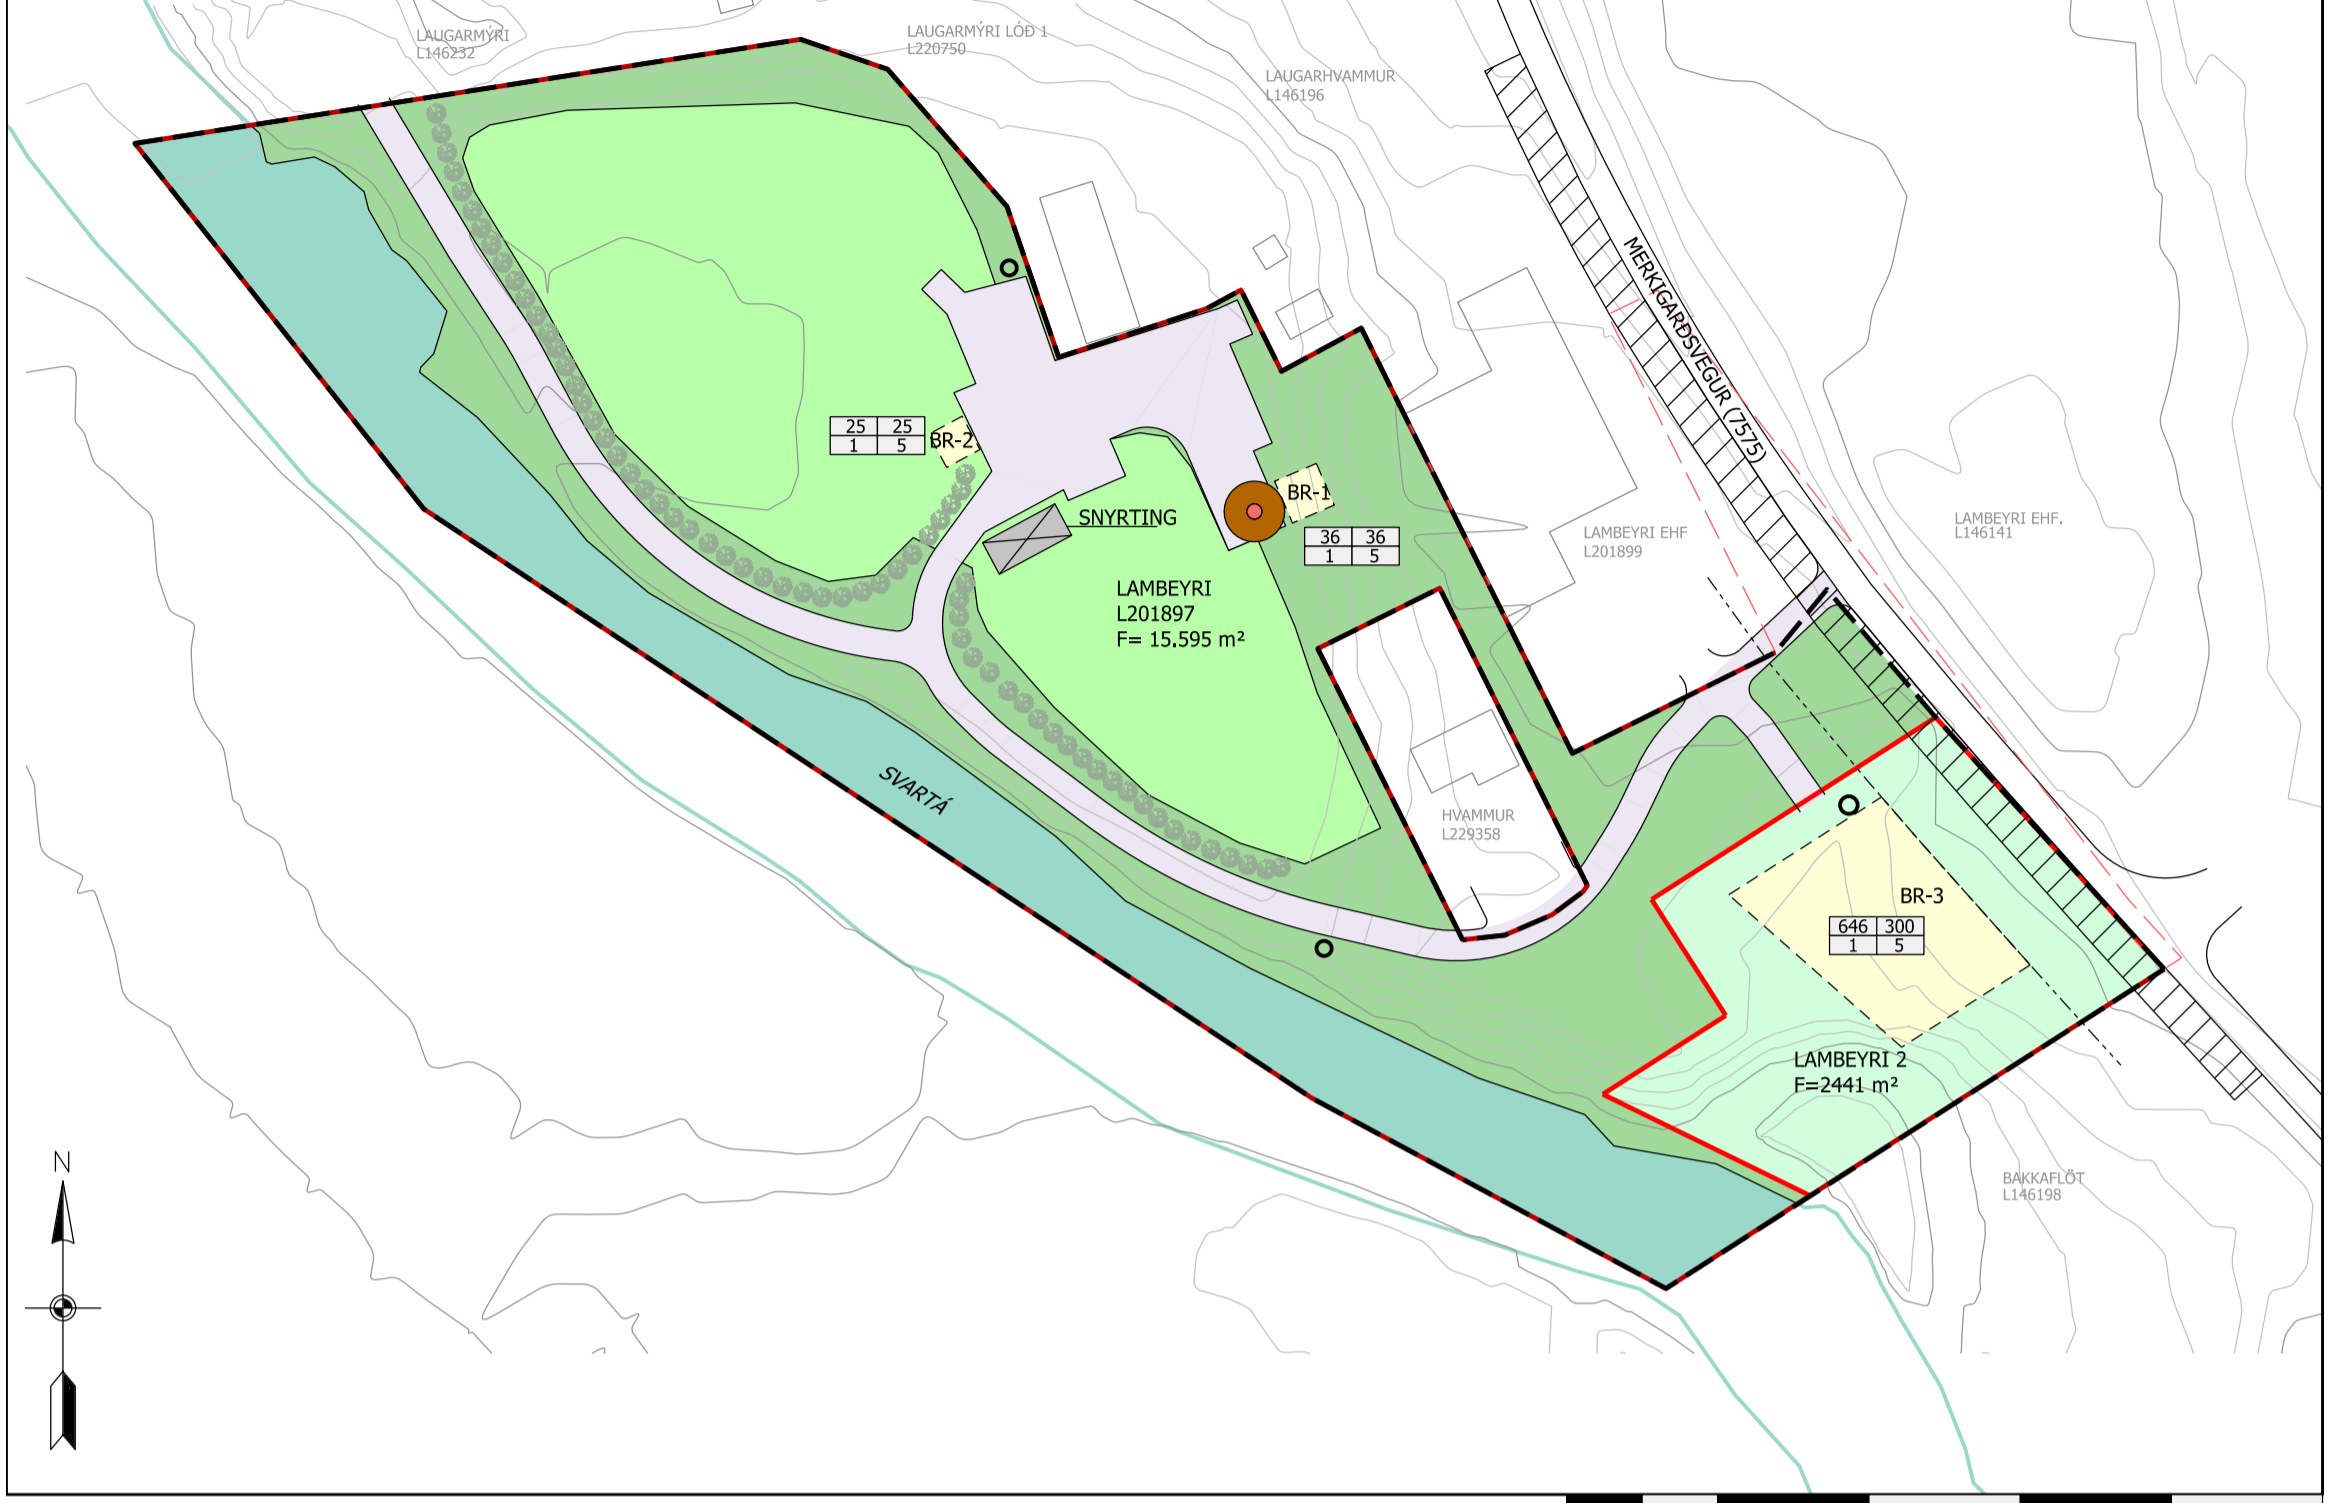 LAUGARMÝRI
L146232
LAUGARMÝRI LÓÐ 1
L220750
LAUGARHVAMMUR
L146196
MERKIGARÐSVEGUR (7575)
25 25
1 5
BR-2
SNYRTING
BR-1
36 36
1 5
LAMBEYRI
L201897
F= 15.595 m²
LAMBEYRI EHF
L201899
LAMBEYRI EHF.
L146141
SVARTÁ
HVAMMUR
L229358
BR-3
646 300
1 5
LAMBEYRI 2
F=2441 m²
BAKKAFLÖT
L146198
N